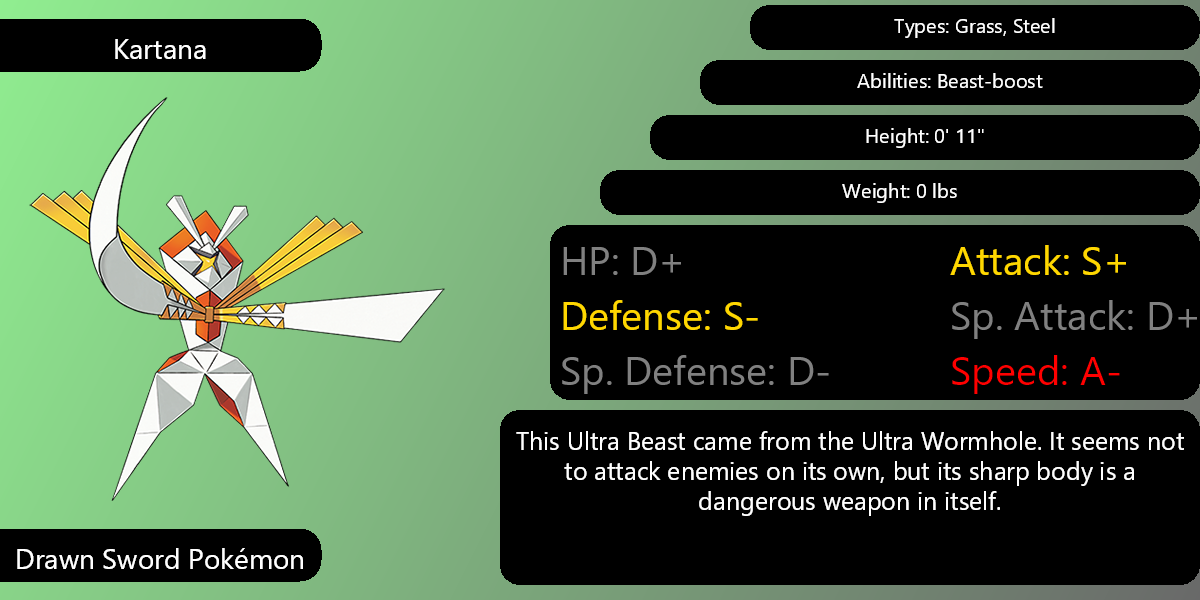 Kartana
Types: Grass, Steel
Abilities: Beast-boost
Height: 0' 11"
Weight: 0 lbs
HP: D+
Attack: S+
Defense: S-
Sp. Attack: D+
Sp. Defense: D-
Speed: A-
This Ultra Beast came from the Ultra Wormhole. It seems not
to attack enemies on its own, but its sharp body is a
dangerous weapon in itself.
Drawn Sword Pokémon